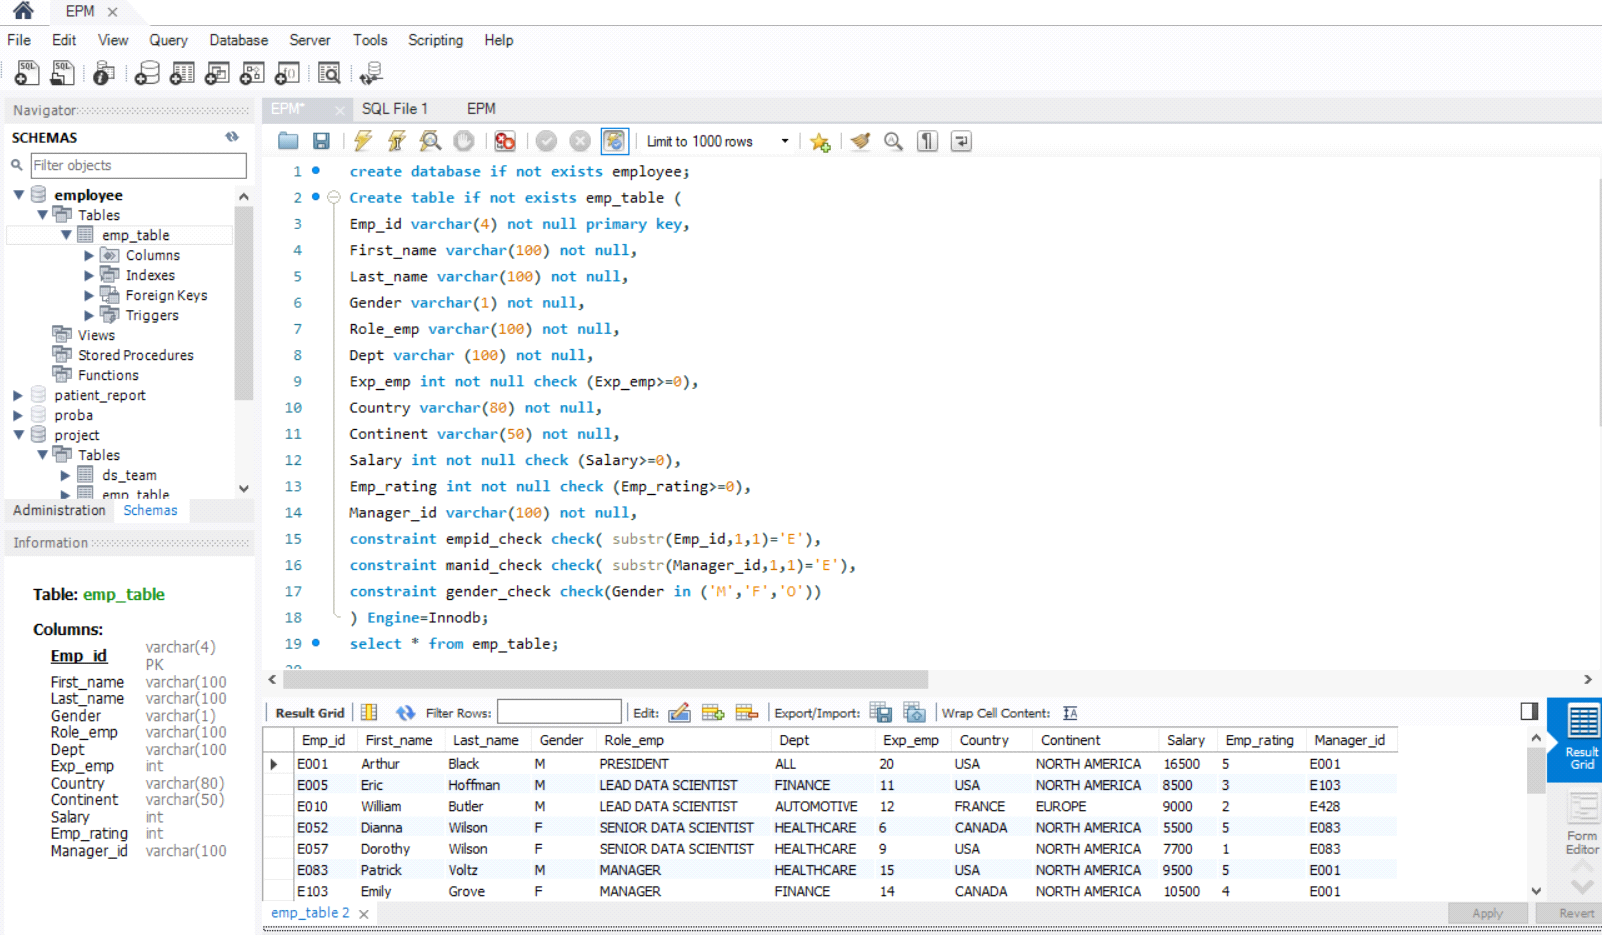 EPM
File Edit View Query Database Server Tools Scripting Help
Navigator
SCHEMAS
Filter objects
employee
Tables
emp_table
Columns
Indexes
Foreign Keys
Triggers
Views
Stored Procedures
Functions
patient_report
proba
project
Tables
ds_team
emp_table
Administration Schemas
Information
Table: emp_table
Columns:
Emp_id varchar(4)
PK
First_name varchar(100
Last_name varchar(100
Gender varchar(1)
Role_emp varchar(100
Dept varchar(100
Exp_emp int
Country varchar(80)
Continent varchar(50)
Salary int
Emp_rating int
Manager_id varchar(100
EPM* SQL File 1 EPM
Limit to 1000 rows
1 create database if not exists employee;
2 Create table if not exists emp_table (
3 Emp_id varchar(4) not null primary key,
4 First_name varchar(100) not null,
5 Last_name varchar(100) not null,
6 Gender varchar(1) not null,
7 Role_emp varchar(100) not null,
8 Dept varchar (100) not null,
9 Exp_emp int not null check (Exp_emp>=0),
10 Country varchar(80) not null,
11 Continent varchar(50) not null,
12 Salary int not null check (Salary>=0),
13 Emp_rating int not null check (Emp_rating>=0),
14 Manager_id varchar(100) not null,
15 constraint empid_check check( substr(Emp_id,1,1)='E'),
16 constraint manid_check check( substr(Manager_id,1,1)='E'),
17 constraint gender_check check(Gender in ('M','F','O'))
18 ) Engine=Innodb;
19 select * from emp_table;
Result Grid Filter Rows: Edit: Export/Import: Wrap Cell Content: IA
Emp_id First_name Last_name Gender Role_emp Dept Exp_emp Country Continent Salary Emp_rating Manager_id
E001 Arthur Black M PRESIDENT ALL 20 USA NORTH AMERICA 16500 5 E001
E005 Eric Hoffman M LEAD DATA SCIENTIST FINANCE 11 USA NORTH AMERICA 8500 3 E103
E010 William Butler M LEAD DATA SCIENTIST AUTOMOTIVE 12 FRANCE EUROPE 9000 2 E428
E052 Dianna Wilson F SENIOR DATA SCIENTIST HEALTHCARE 6 CANADA NORTH AMERICA 5500 5 E083
E057 Dorothy Wilson F SENIOR DATA SCIENTIST HEALTHCARE 9 USA NORTH AMERICA 7700 1 E083
E083 Patrick Voltz M MANAGER HEALTHCARE 15 USA NORTH AMERICA 9500 5 E001
E103 Emily Grove F MANAGER FINANCE 14 CANADA NORTH AMERICA 10500 4 E001
Result
Grid
Form
Editor
emp_table 2
Apply Revert